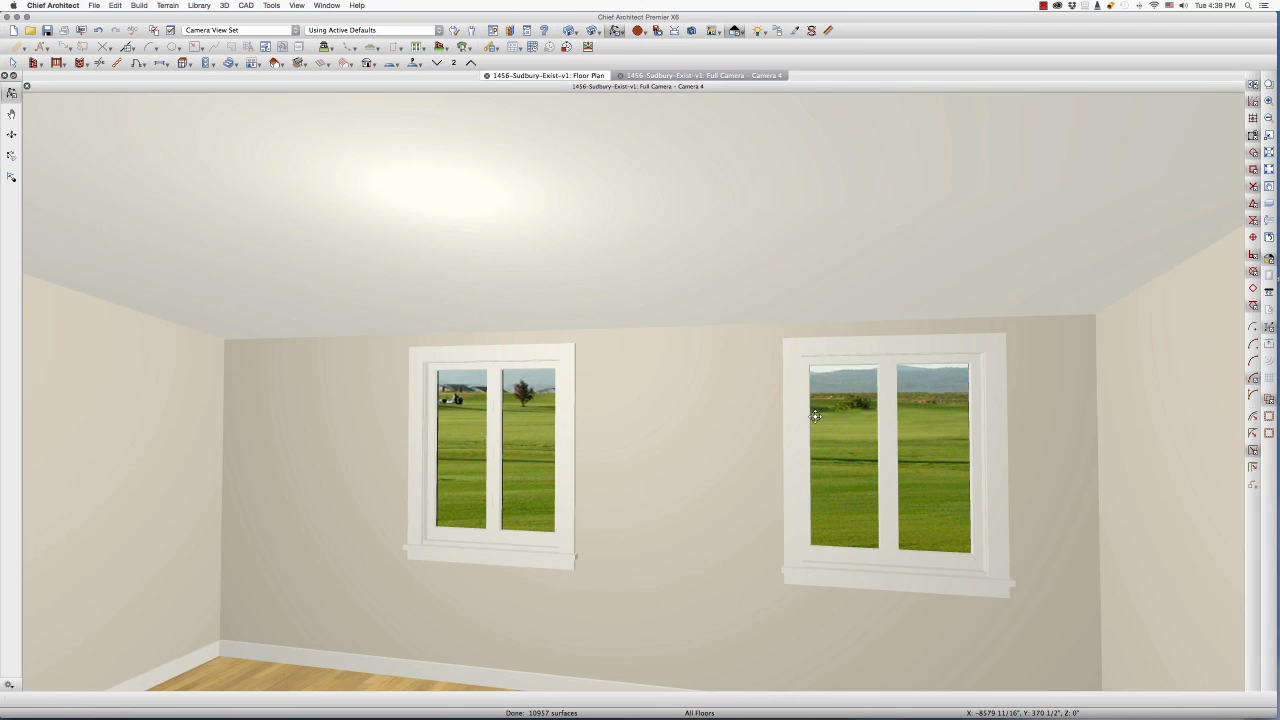 Chief Architect File Edit Build Terrain Library 3D CAD Tools View Window Help Tue 4:39 PM
Chief Architect Premier X6
Camera View Set Using Active Defaults
2
1456-Sudbury-Exist-v1: Floor Plan 1456-Sudbury-Exist-v1: Full Camera - Camera 4
1456-Sudbury-Exist-v1: Full Camera - Camera 4
Done: 10957 surfaces All Floors X: -8579 11/16", Y: 370 1/2", Z: 0"